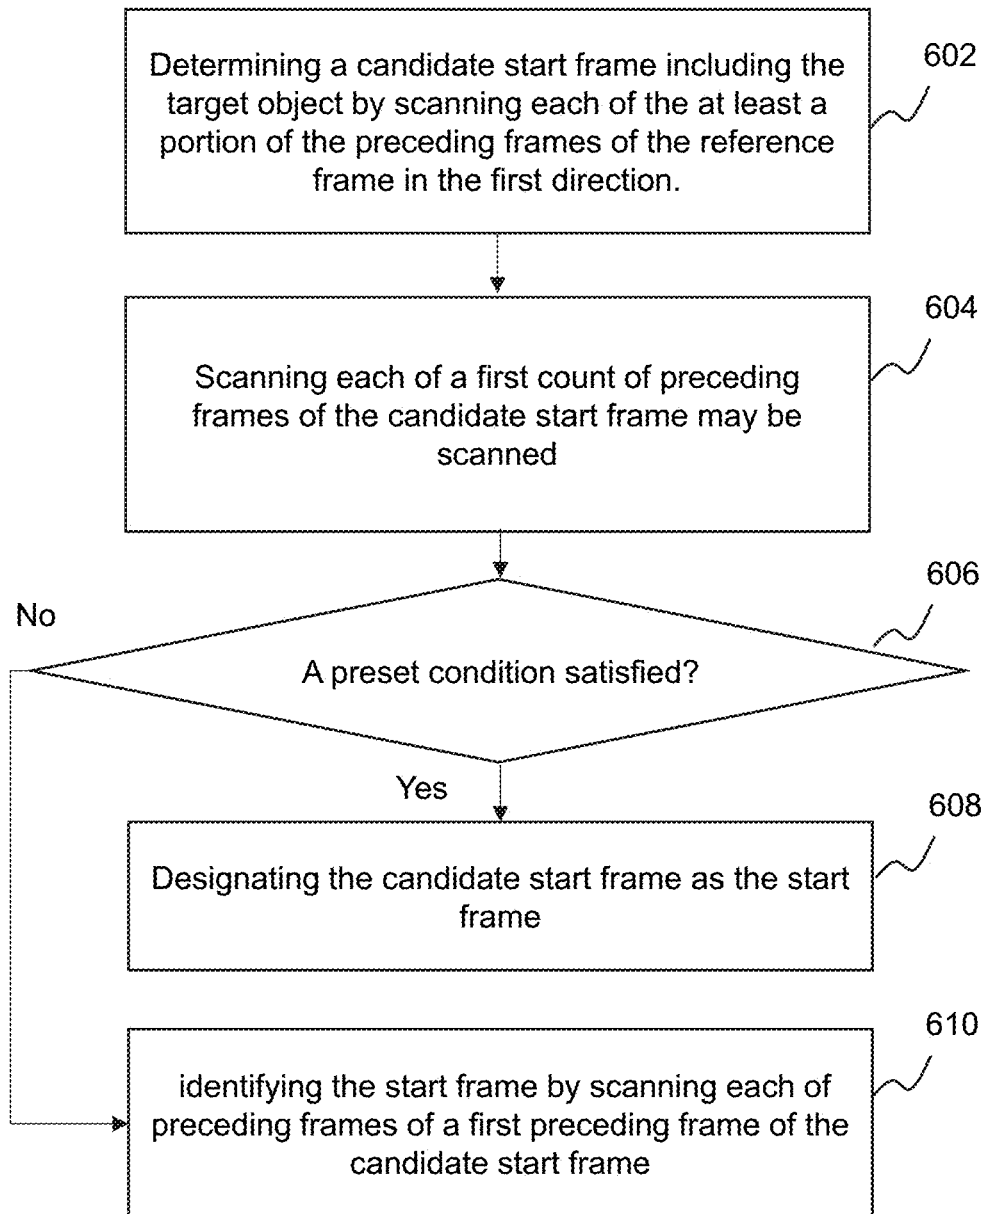 Determining a candidate start frame including the
target object by scanning each of the at least a
portion of the preceding frames of the reference
frame in the first direction.
602
Scanning each of a first count of preceding
frames of the candidate start frame may be
scanned
604
A preset condition satisfied?
606
No
Yes
Designating the candidate start frame as the start
frame
608
identifying the start frame by scanning each of
preceding frames of a first preceding frame of the
candidate start frame
610